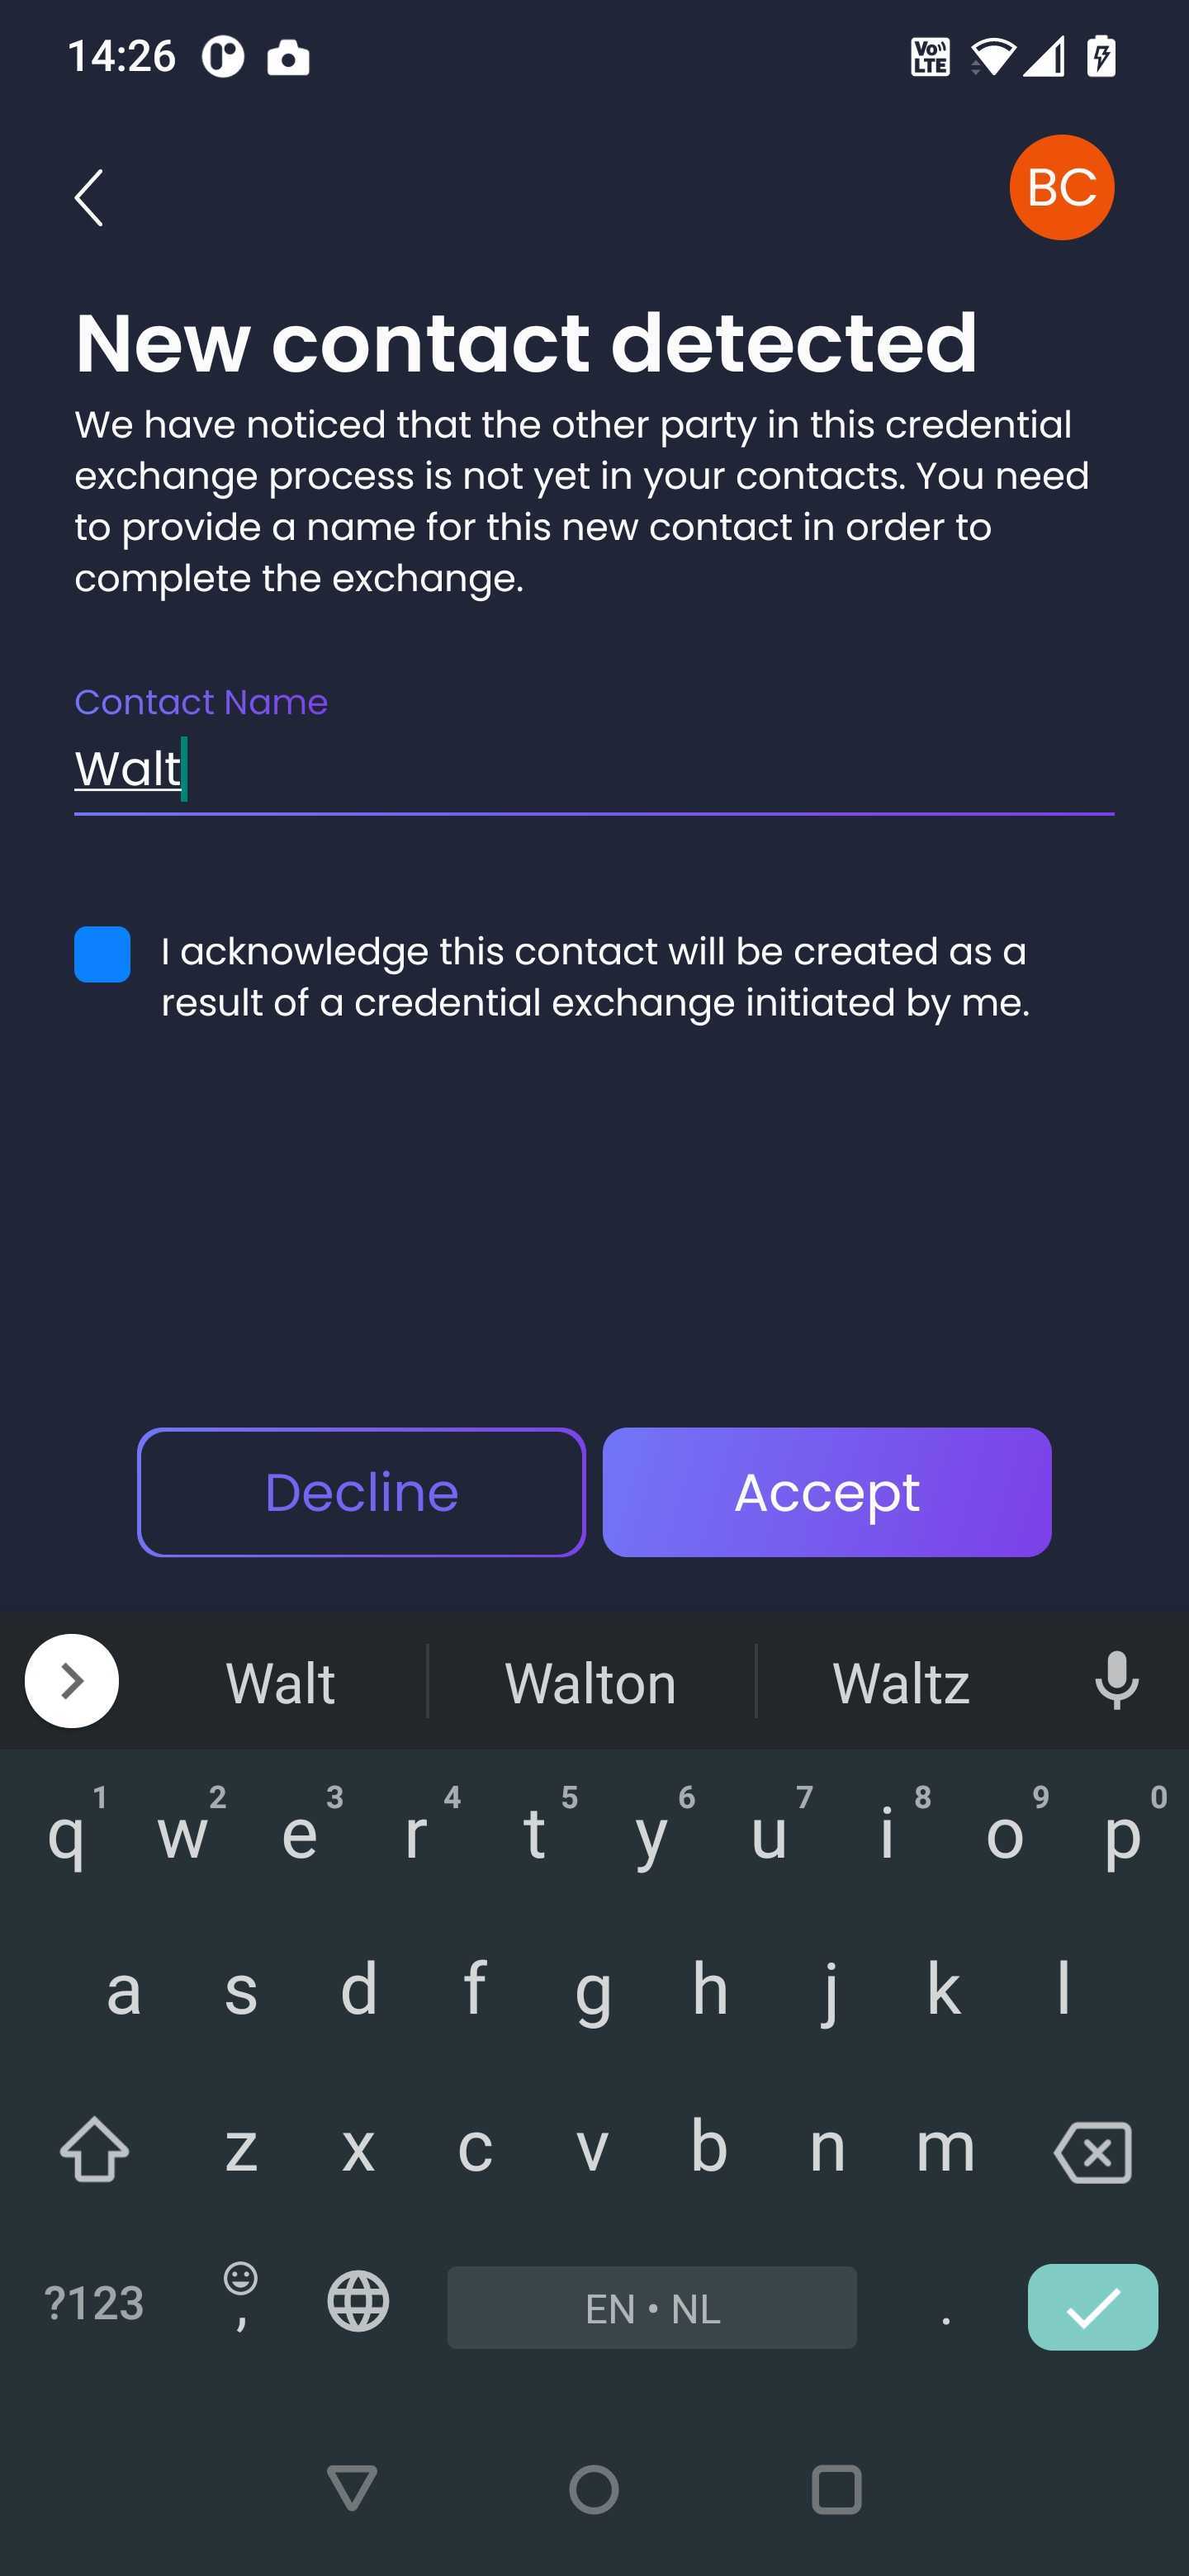 14:26
Vo LTE
BC
New contact detected
We have noticed that the other party in this credential
exchange process is not yet in your contacts. You need
to provide a name for this new contact in order to
complete the exchange.
Contact Name
Walt
I acknowledge this contact will be created as a
result of a credential exchange initiated by me.
Decline Accept
Walt Walton Waltz
1 2 3 4 5 6 7 8 9 0
q w e r t y u i o p
a s d f g h j k l
z x c v b n m
?123 , EN • NL .